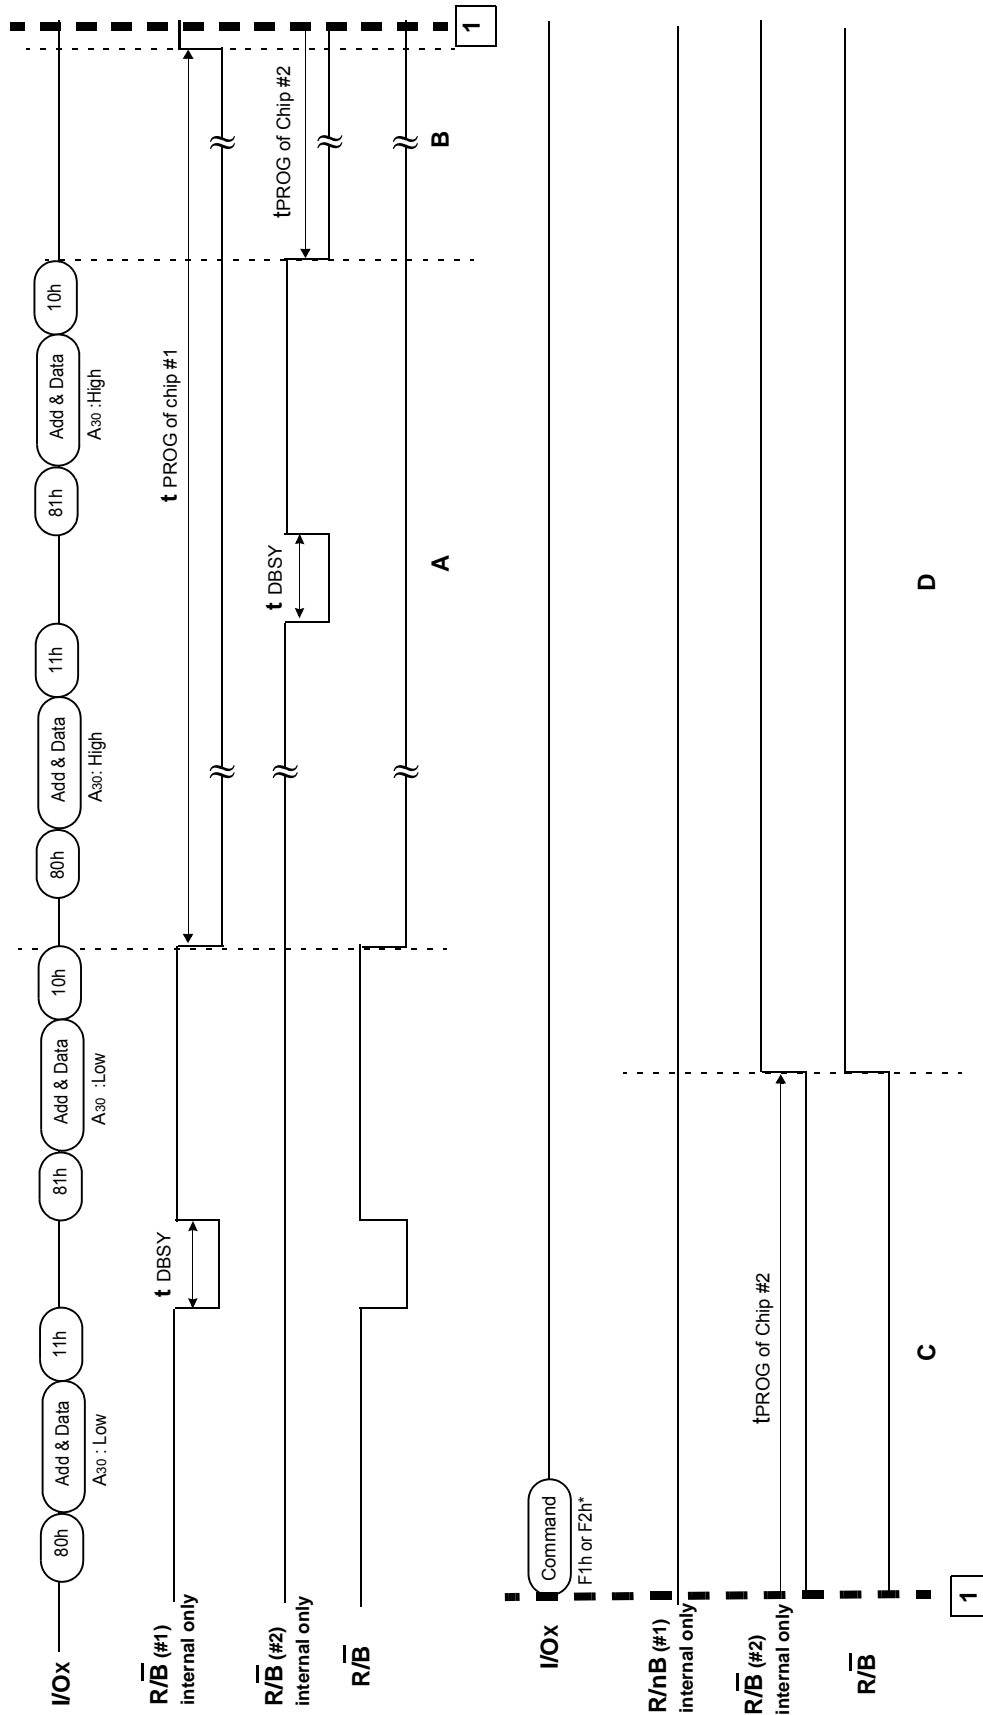 I/Ox
80h
Add & Data
11h
81h
Add & Data
10h
80h
Add & Data
11h
81h
Add & Data
10h
A30 : Low
A30 :Low
A30: High
A30 :High
R/B (#1)
internal only
t DBSY
t PROG of chip #1
R/B (#2)
internal only
t DBSY
tPROG of Chip #2
R/B
A
B
1
I/Ox
Command
F1h or F2h*
R/nB (#1)
internal only
R/B (#2)
internal only
tPROG of Chip #2
R/B
C
D
1